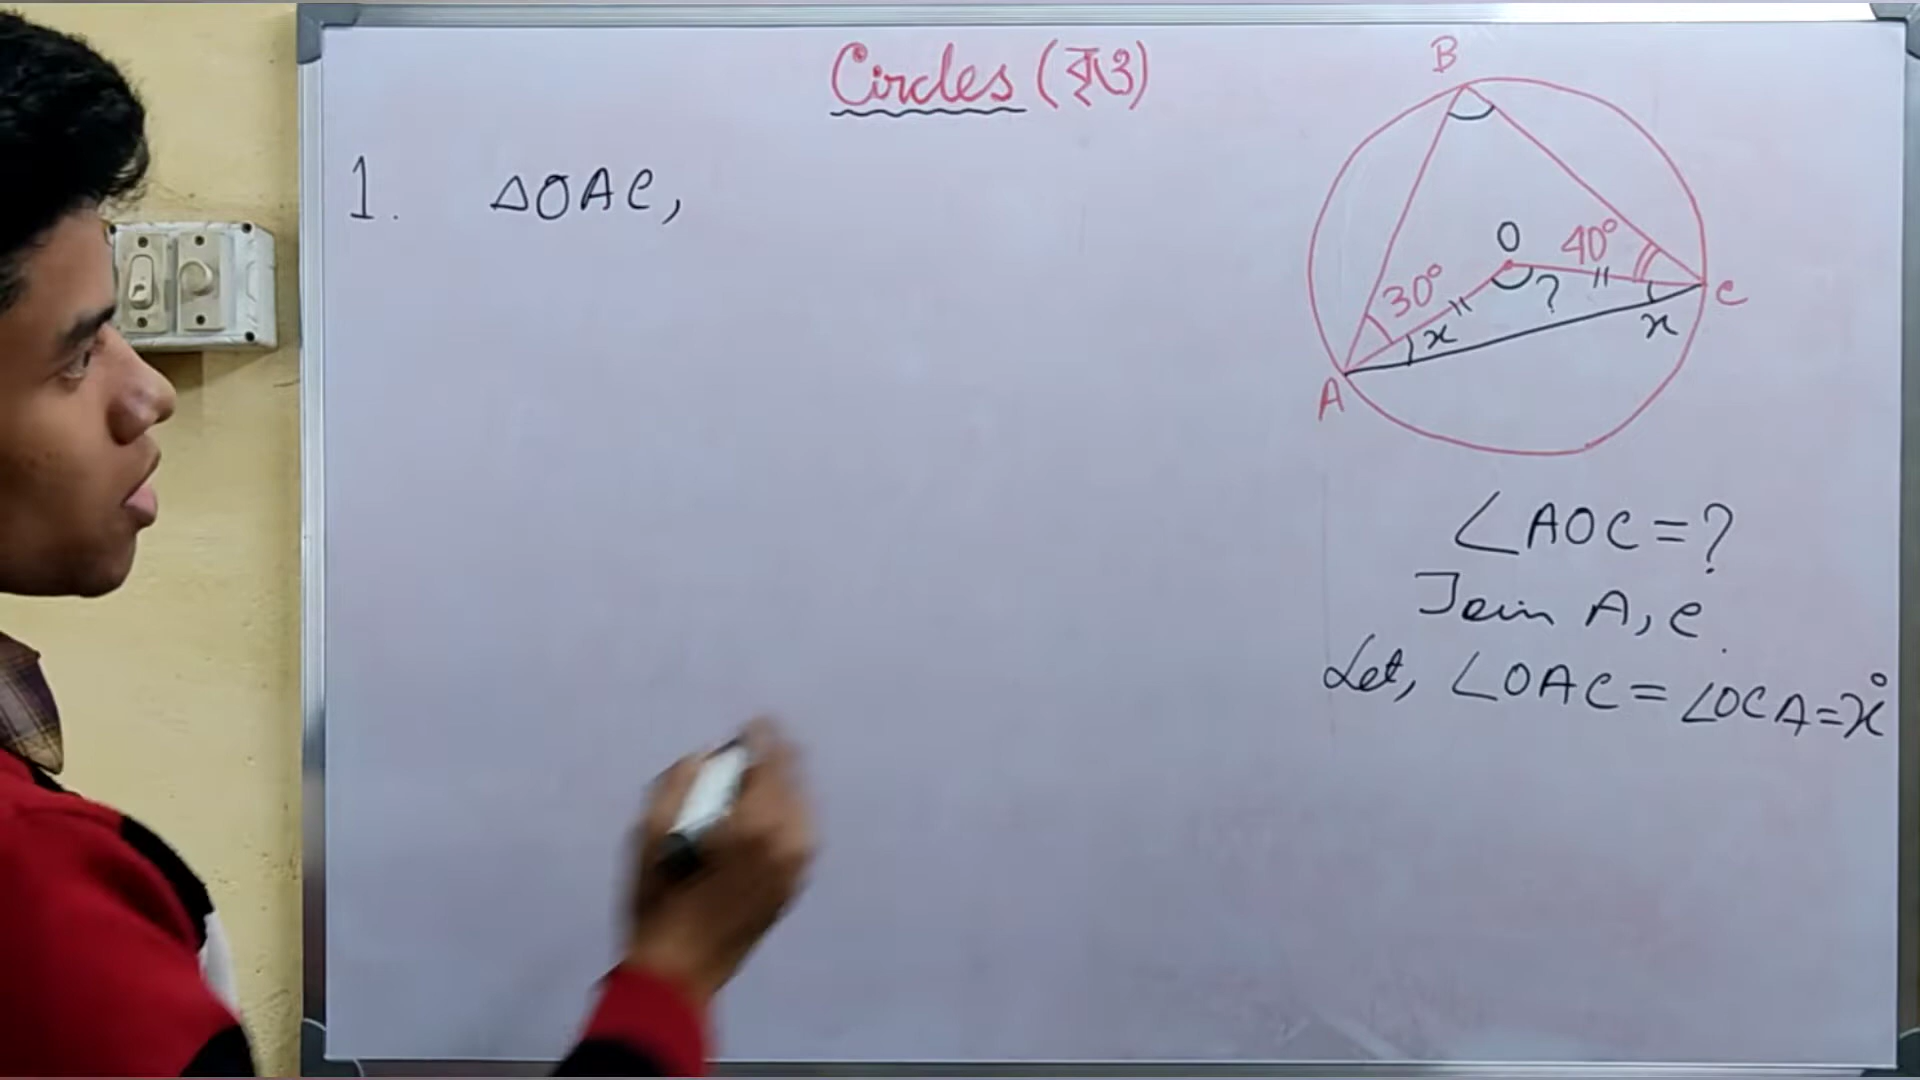 Circles (বৃত্ত)
1. △OAC,
B
O
40°
30°
?
x
x
C
A
∠AOC=?
Join A, C.
Let, ∠OAC = ∠OCA=x°